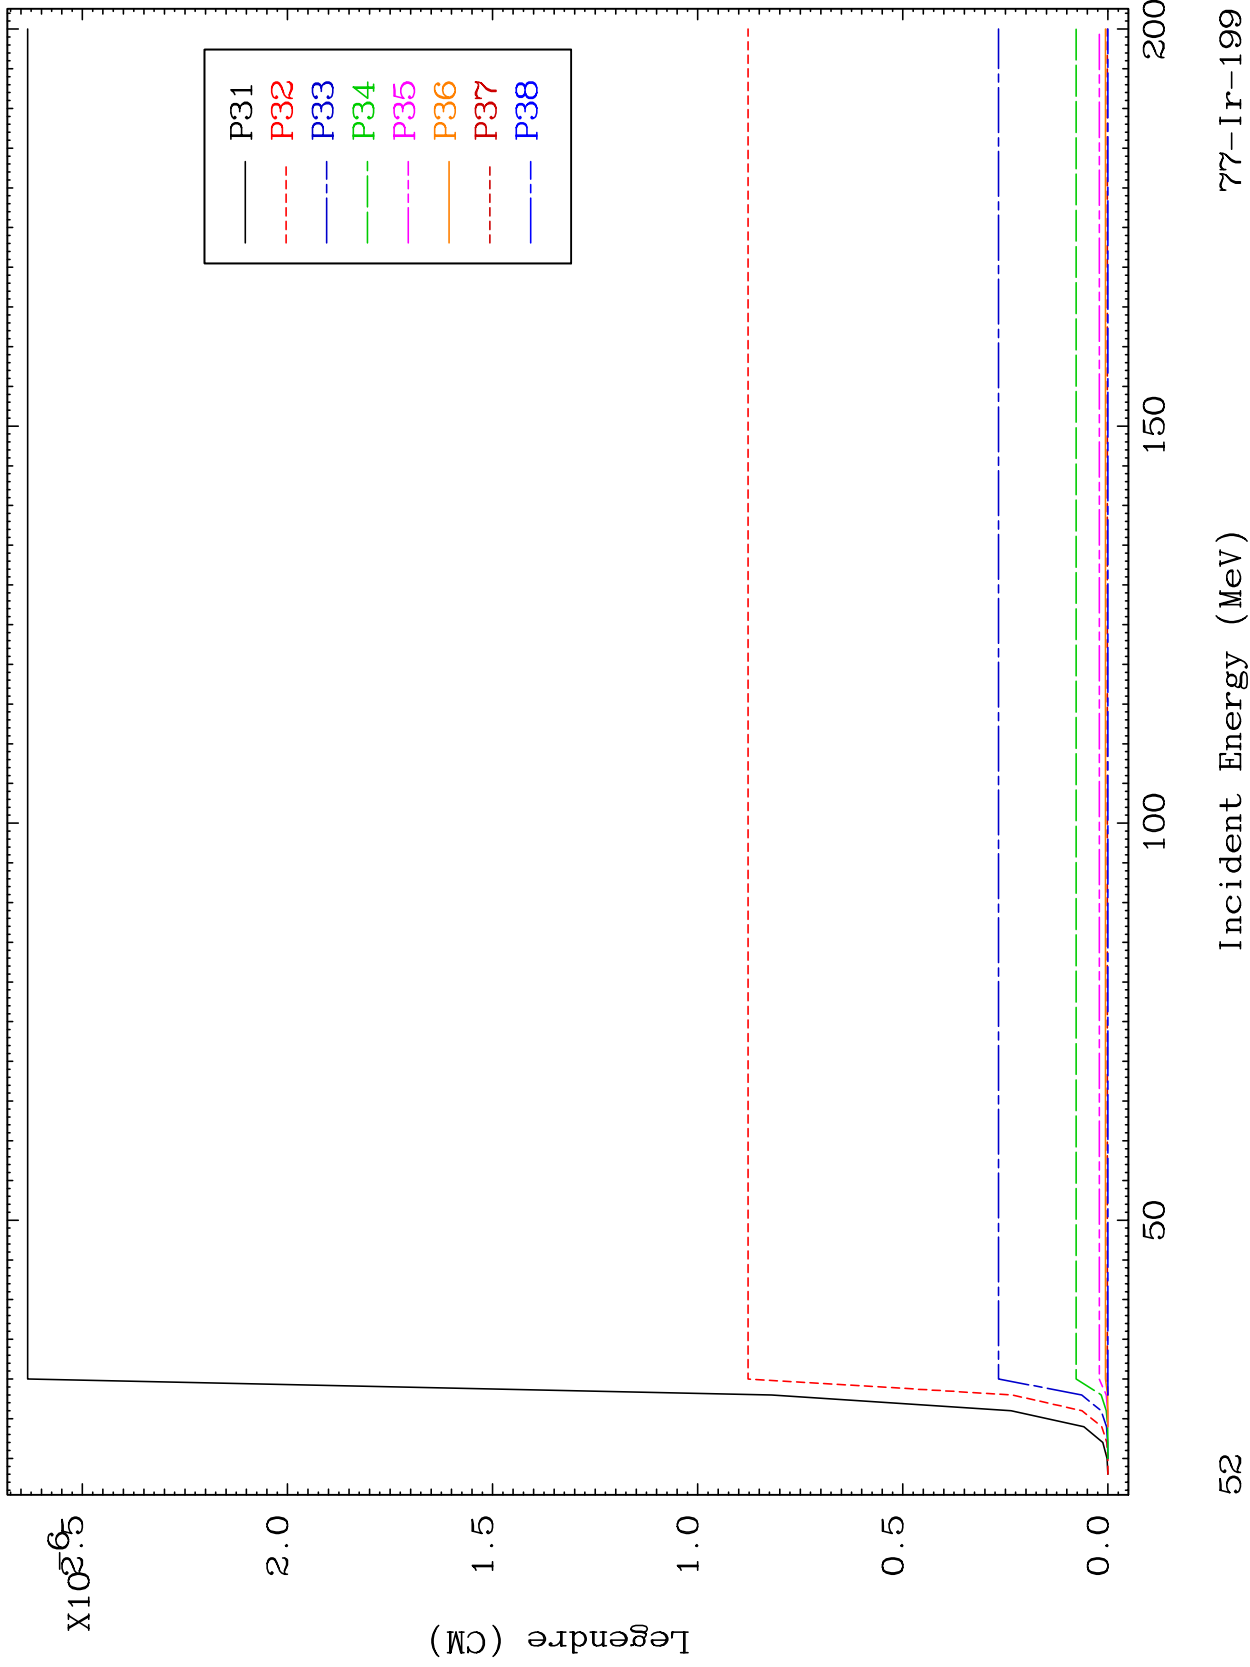 X10-6
2.5
2.0
1.5
1.0
0.5
0.0
Legendre (CM)
P31
P32
P33
P34
P35
P36
P37
P38
50
100
150
200
52
Incident Energy (MeV)
77-Ir-199